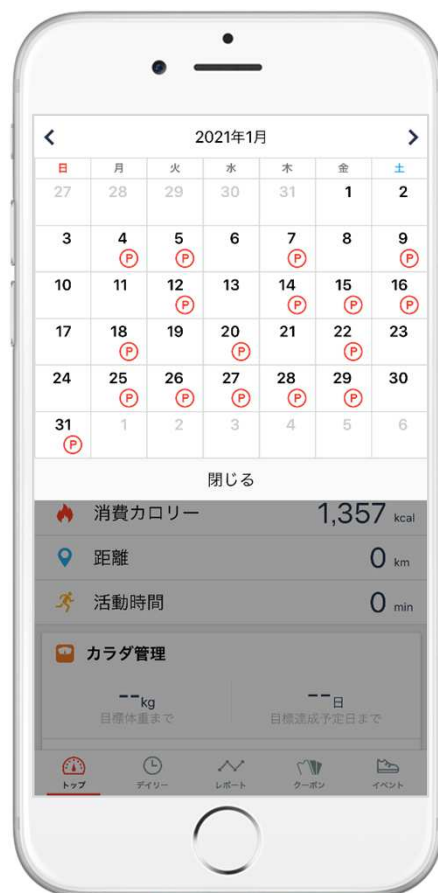 2021年1月
日 月 火 水 木 金 土
27 28 29 30 31 1 2
3 4 5 6 7 8 9
P P P P
10 11 12 13 14 15 16
P P P P
17 18 19 20 21 22 23
P P P
24 25 26 27 28 29 30
P P P P P
31 1 2 3 4 5 6
P
閉じる
消費カロリー 1,357 kcal
距離 0 km
活動時間 0 min
カラダ管理
--kg --日
目標体重まで 目標達成予定日まで
トップ デイリー レポート クーポン イベント